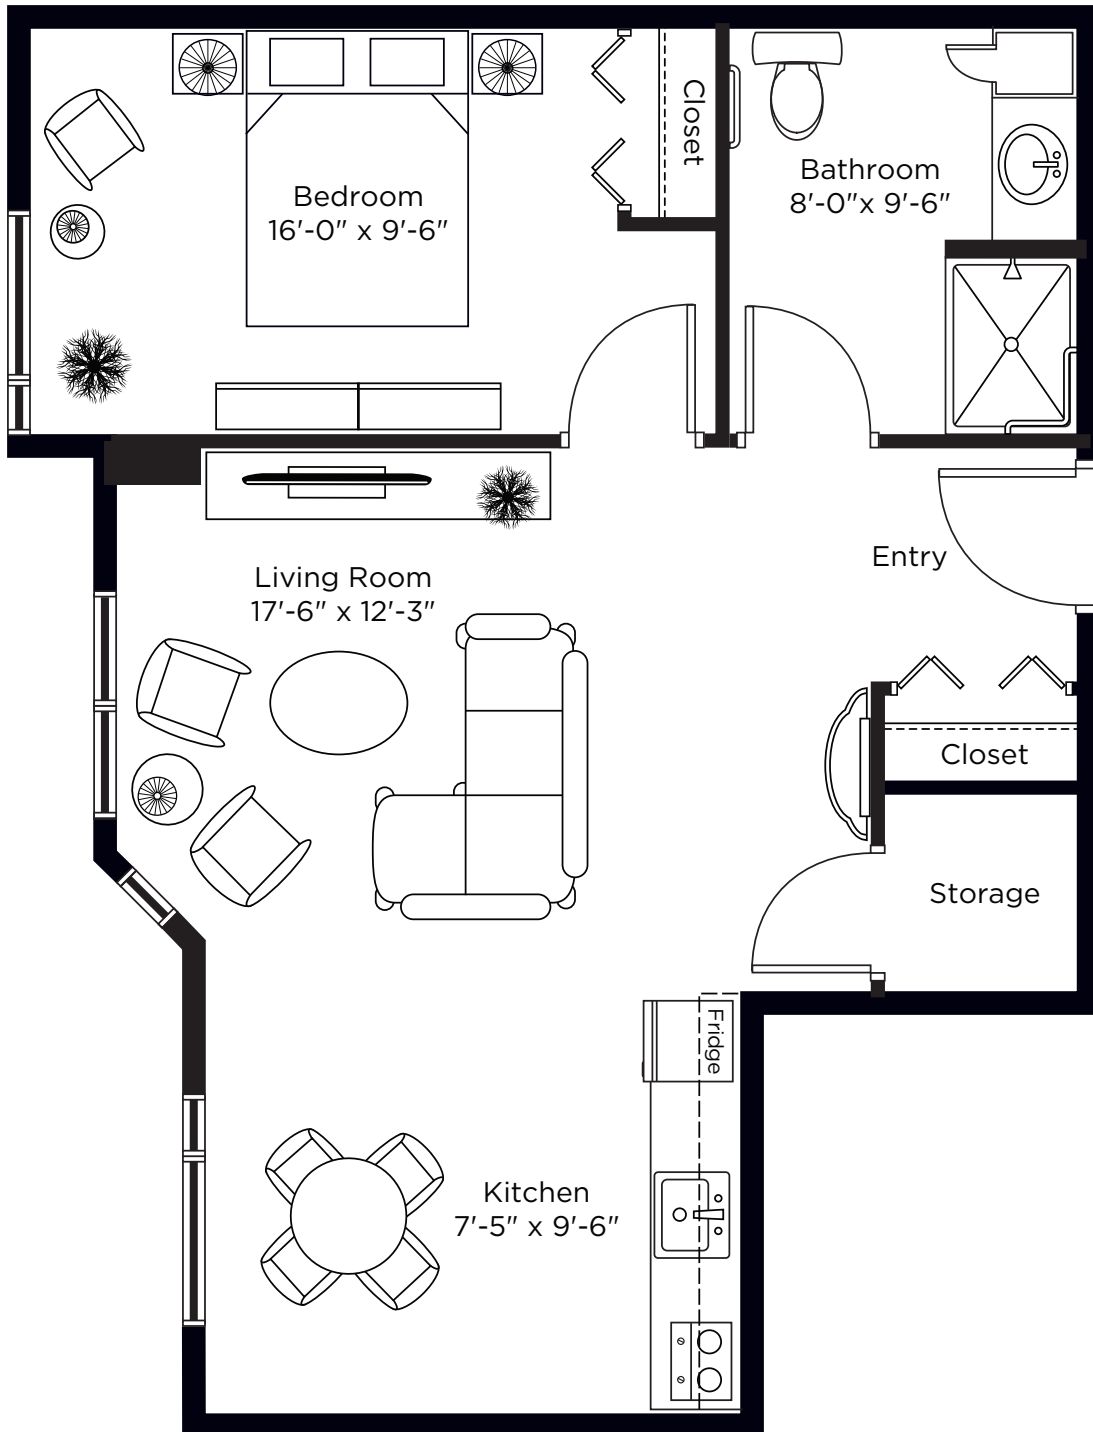 Closet
Bathroom
8'-0"x 9'-6"
Bedroom
16'-0" x 9'-6"
Entry
Living Room
17'-6" x 12'-3"
Closet
Storage
Fridge
Kitchen
7'-5" x 9'-6"